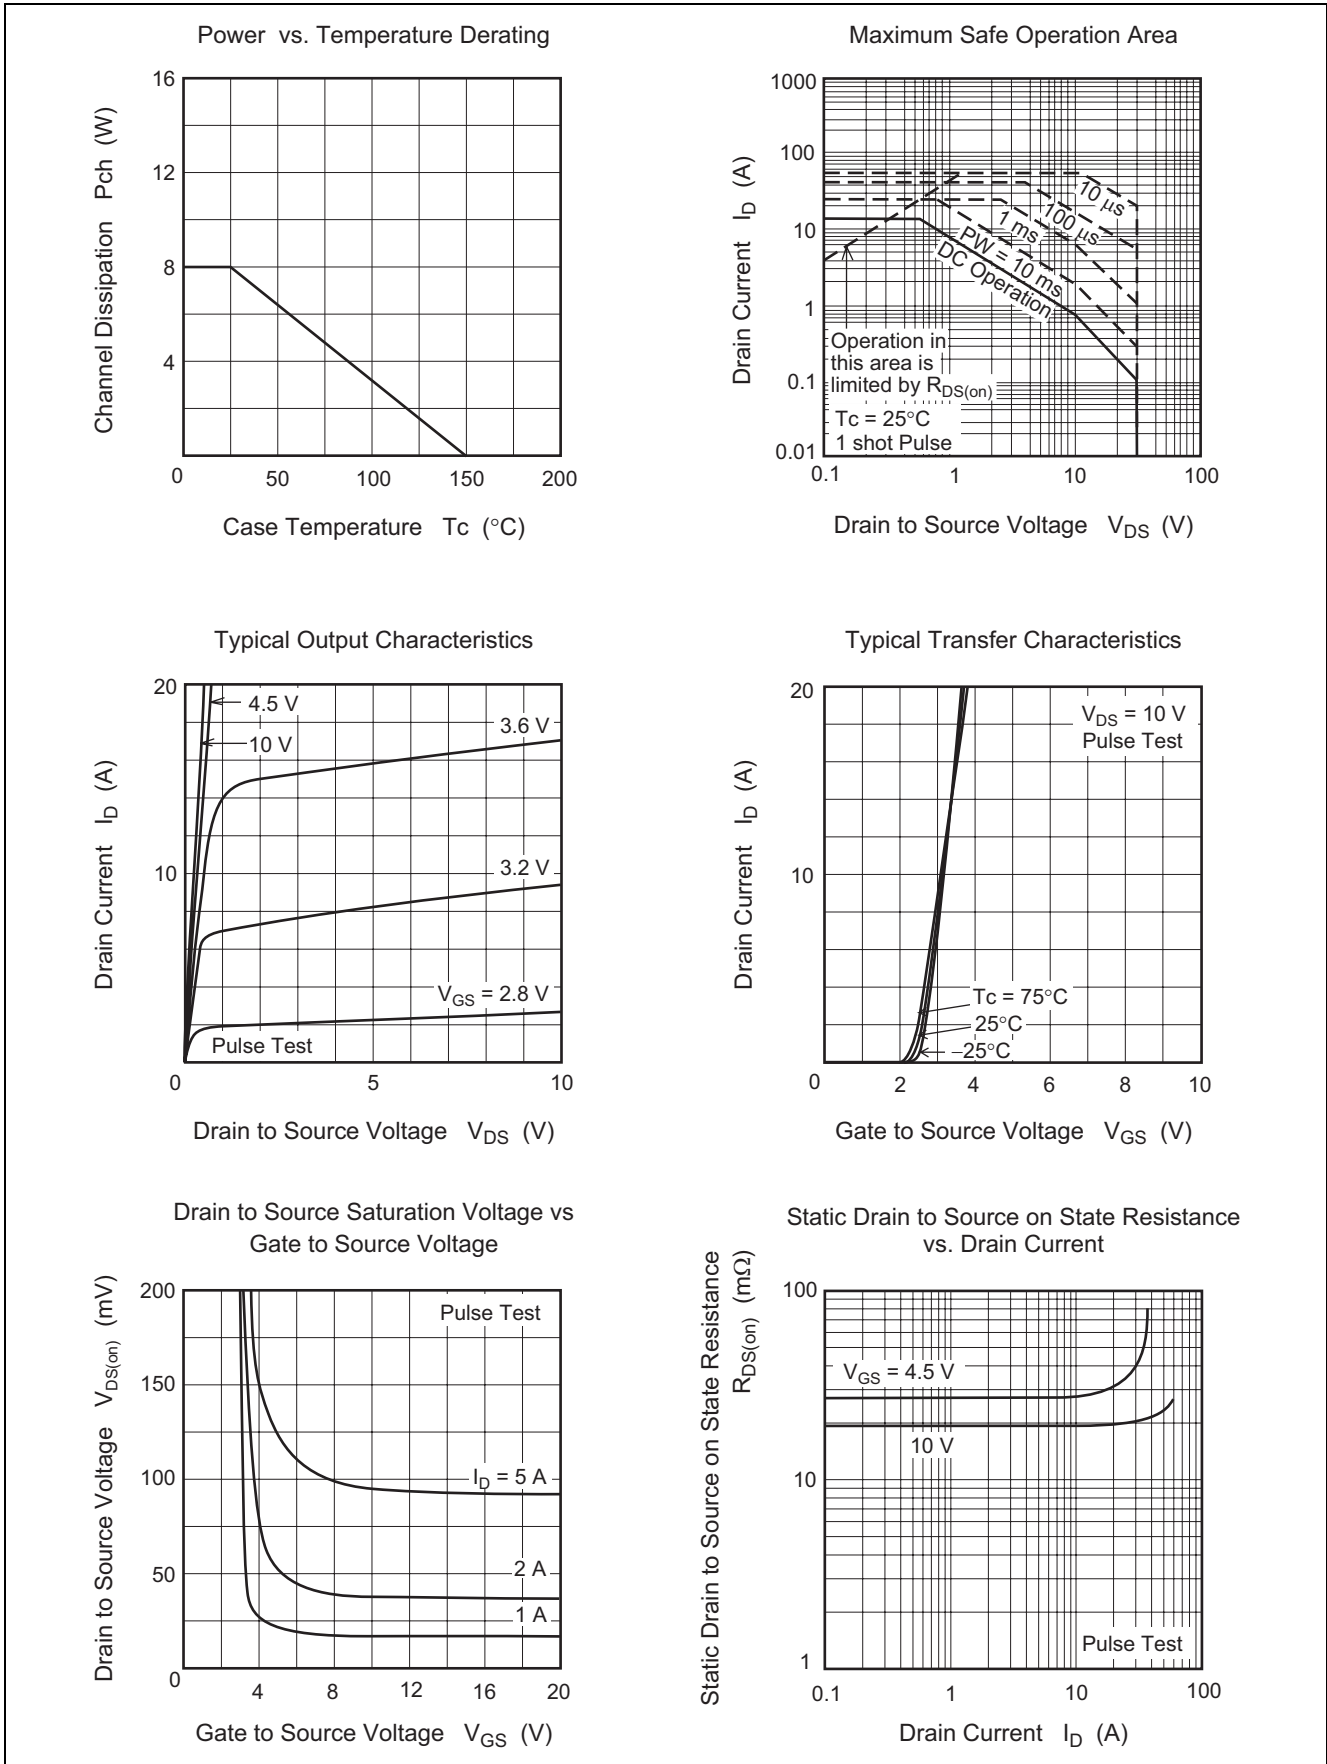 Power vs. Temperature Derating
16
12
8
4
0
50
100
150
200
Channel Dissipation Pch (W)
Case Temperature Tc (°C)
Maximum Safe Operation Area
1000
100
10
1
0.1
0.01
0.1
1
10
100
Drain Current ID (A)
10 μs
100 μs
1 ms
PW = 10 ms
DC Operation
Operation in
this area is
limited by RDS(on)
Tc = 25°C
1 shot Pulse
Drain to Source Voltage VDS (V)
Typical Output Characteristics
20
10
0
5
10
Drain Current ID (A)
4.5 V
10 V
3.6 V
3.2 V
VGS = 2.8 V
Pulse Test
Drain to Source Voltage VDS (V)
Typical Transfer Characteristics
20
10
0
2
4
6
8
10
Drain Current ID (A)
VDS = 10 V
Pulse Test
Tc = 75°C
25°C
–25°C
Gate to Source Voltage VGS (V)
Drain to Source Saturation Voltage vs
Gate to Source Voltage
200
150
100
50
0
4
8
12
16
20
Drain to Source Voltage VDS(on) (mV)
Pulse Test
ID = 5 A
2 A
1 A
Gate to Source Voltage VGS (V)
Static Drain to Source on State Resistance
vs. Drain Current
100
10
1
0.1
1
10
100
Static Drain to Source on State Resistance
RDS(on) (mΩ)
VGS = 4.5 V
10 V
Pulse Test
Drain Current ID (A)